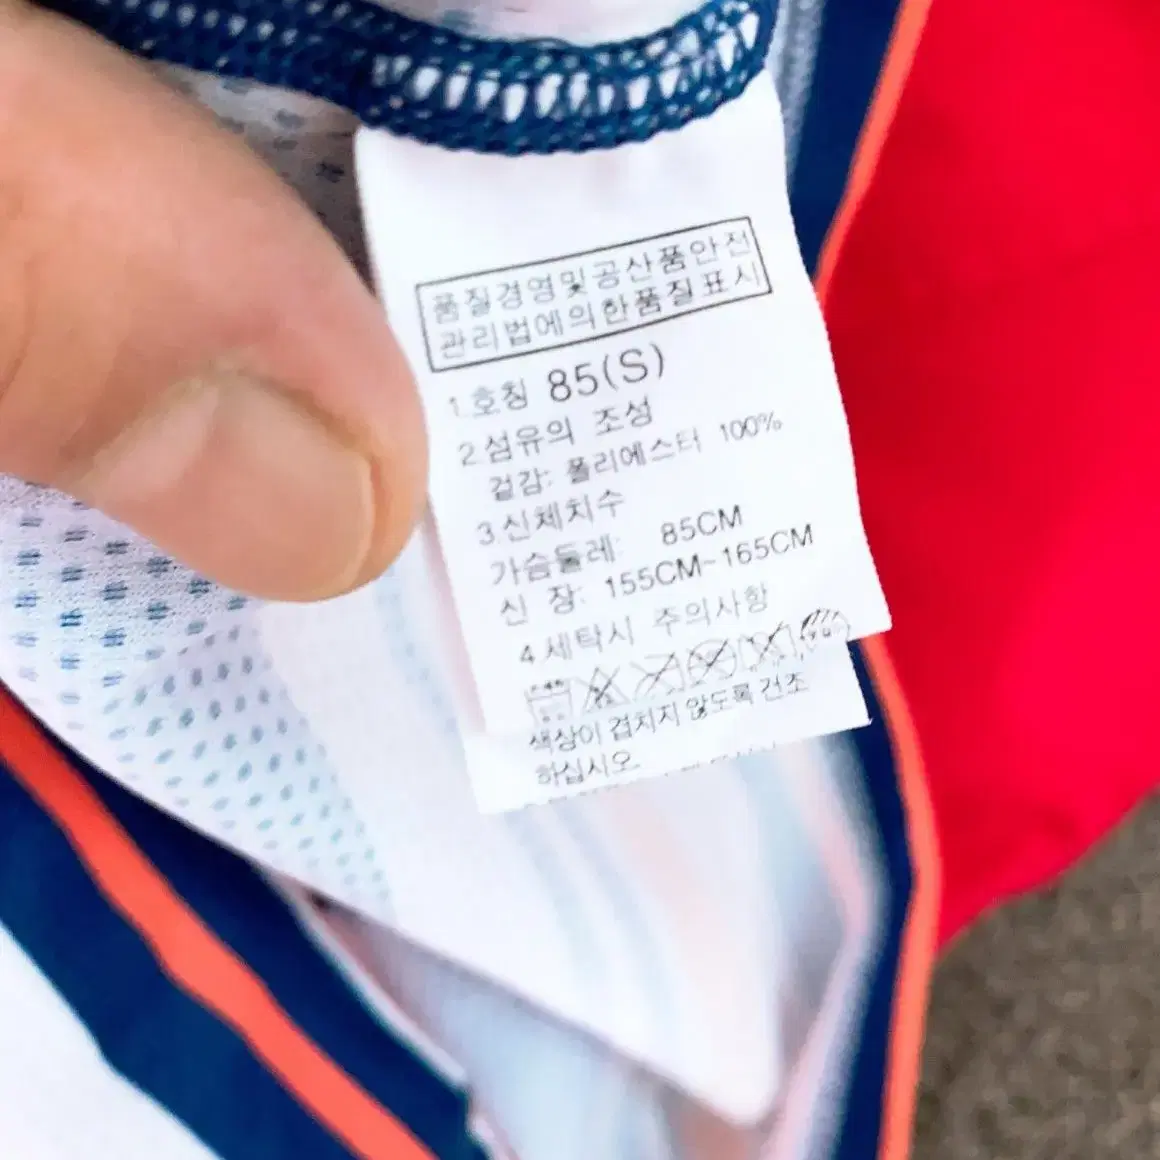 품질경영및공산품안전
관리법에의한품질표시
1.호칭 85(S)
2.섬유의 조성
겉감: 폴리에스터 100%
3.신체치수
가슴둘레: 85CM
신 장: 155CM~165CM
4.세탁시 주의사항
색상이 겹치지 않도록 건조
하십시오.